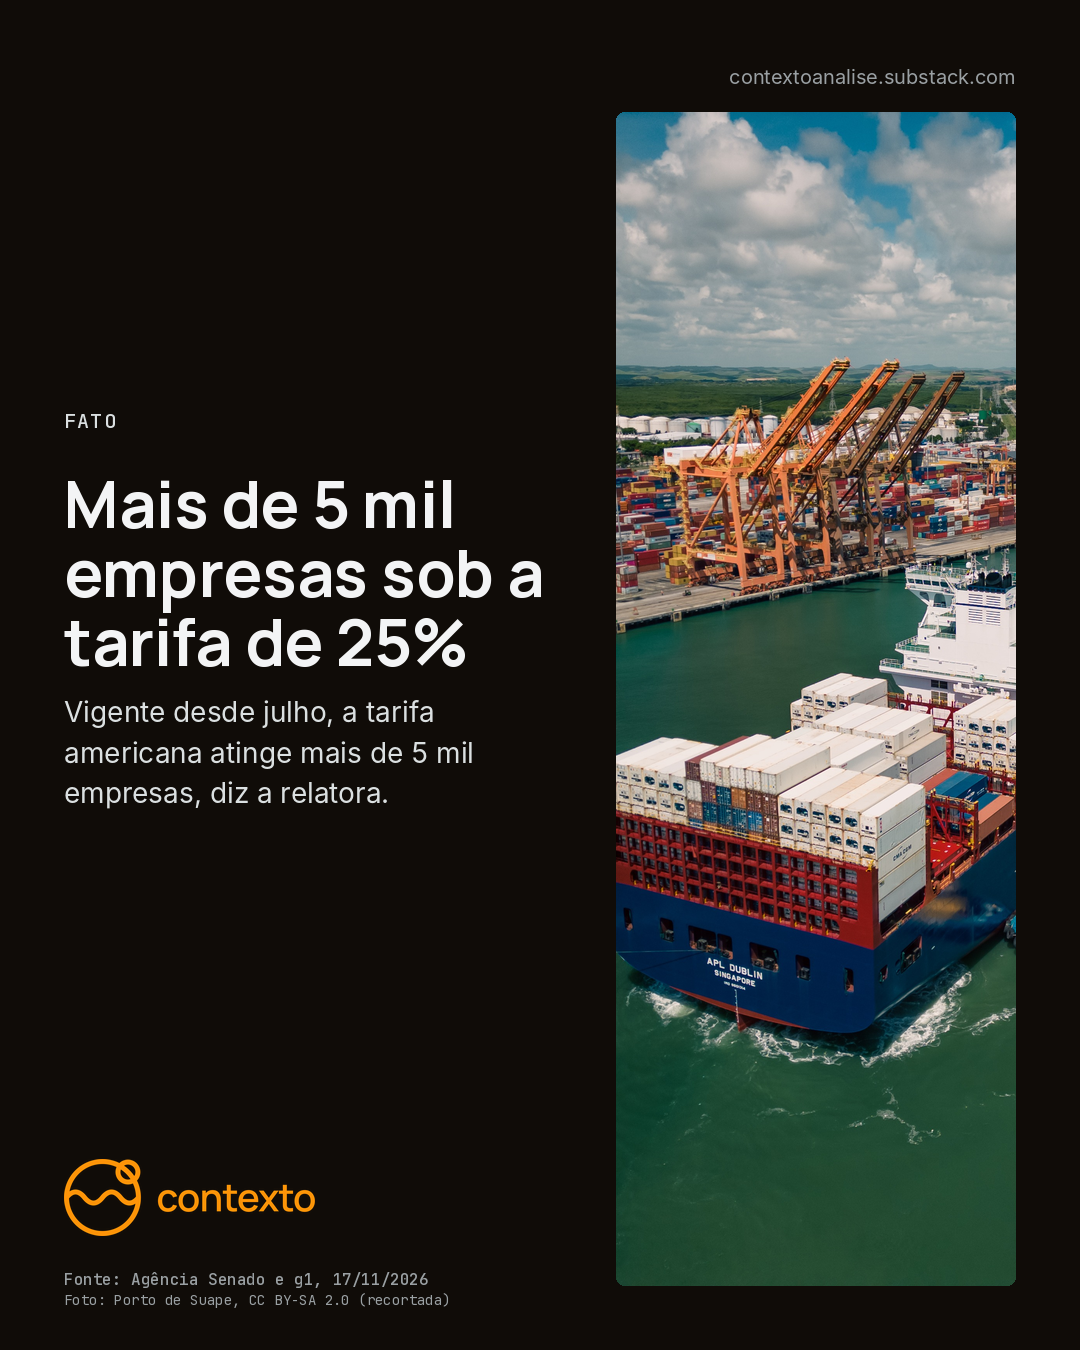 contextoanalise.substack.com
FATO
Mais de 5 mil
empresas sob a
tarifa de 25%
Vigente desde julho, a tarifa
americana atinge mais de 5 mil
empresas, diz a relatora.
APL DUBLIN
SINGAPORE
contexto
Fonte: Agência Senado e g1, 17/11/2026
Foto: Porto de Suape, CC BY-SA 2.0 (recortada)